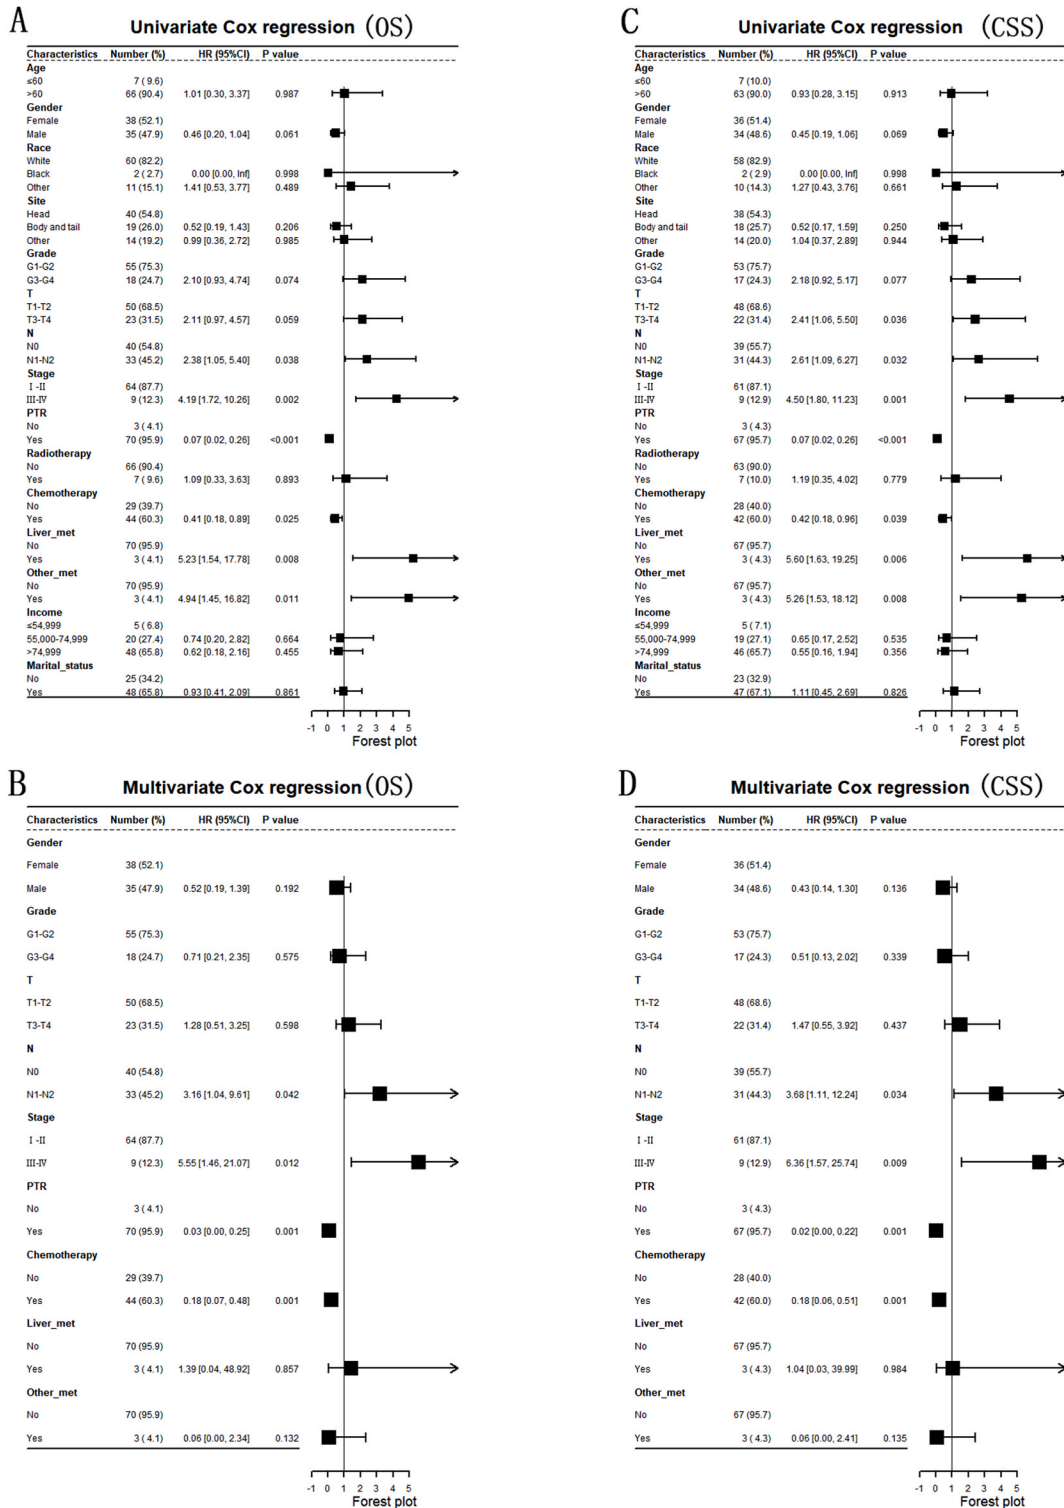 A
Univariate Cox regression (OS)
Characteristics Number (%) HR (95%CI) P value
Age
≤60 7 ( 9.6)
>60 66 (90.4) 1.01 [0.30, 3.37] 0.987
Gender
Female 38 (52.1)
Male 35 (47.9) 0.46 [0.20, 1.04] 0.061
Race
White 60 (82.2)
Black 2 ( 2.7) 0.00 [0.00, Inf] 0.998
Other 11 (15.1) 1.41 [0.53, 3.77] 0.489
Site
Head 40 (54.8)
Body and tail 19 (26.0) 0.52 [0.19, 1.43] 0.206
Other 14 (19.2) 0.99 [0.36, 2.72] 0.985
Grade
G1-G2 55 (75.3)
G3-G4 18 (24.7) 2.10 [0.93, 4.74] 0.074
T
T1-T2 50 (68.5)
T3-T4 23 (31.5) 2.11 [0.97, 4.57] 0.059
N
N0 40 (54.8)
N1-N2 33 (45.2) 2.38 [1.05, 5.40] 0.038
Stage
Ⅰ-II 64 (87.7)
III-Ⅳ 9 (12.3) 4.19 [1.72, 10.26] 0.002
PTR
No 3 ( 4.1)
Yes 70 (95.9) 0.07 [0.02, 0.26] <0.001
Radiotherapy
No 66 (90.4)
Yes 7 ( 9.6) 1.09 [0.33, 3.63] 0.893
Chemotherapy
No 29 (39.7)
Yes 44 (60.3) 0.41 [0.18, 0.89] 0.025
Liver_met
No 70 (95.9)
Yes 3 ( 4.1) 5.23 [1.54, 17.78] 0.008
Other_met
No 70 (95.9)
Yes 3 ( 4.1) 4.94 [1.45, 16.82] 0.011
Income
≤54,999 5 ( 6.8)
55,000-74,999 20 (27.4) 0.74 [0.20, 2.82] 0.664
>74,999 48 (65.8) 0.62 [0.18, 2.16] 0.455
Marital_status
No 25 (34.2)
Yes 48 (65.8) 0.93 [0.41, 2.09] 0.861
-1 0 1 2 3 4 5
Forest plot
C
Univariate Cox regression (CSS)
Characteristics Number (%) HR (95%CI) P value
Age
≤60 7 (10.0)
>60 63 (90.0) 0.93 [0.28, 3.15] 0.913
Gender
Female 36 (51.4)
Male 34 (48.6) 0.45 [0.19, 1.06] 0.069
Race
White 58 (82.9)
Black 2 ( 2.9) 0.00 [0.00, Inf] 0.998
Other 10 (14.3) 1.27 [0.43, 3.76] 0.661
Site
Head 38 (54.3)
Body and tail 18 (25.7) 0.52 [0.17, 1.59] 0.250
Other 14 (20.0) 1.04 [0.37, 2.89] 0.944
Grade
G1-G2 53 (75.7)
G3-G4 17 (24.3) 2.18 [0.92, 5.17] 0.077
T
T1-T2 48 (68.6)
T3-T4 22 (31.4) 2.41 [1.06, 5.50] 0.036
N
N0 39 (55.7)
N1-N2 31 (44.3) 2.61 [1.09, 6.27] 0.032
Stage
Ⅰ-II 61 (87.1)
III-Ⅳ 9 (12.9) 4.50 [1.80, 11.23] 0.001
PTR
No 3 ( 4.3)
Yes 67 (95.7) 0.07 [0.02, 0.26] <0.001
Radiotherapy
No 63 (90.0)
Yes 7 (10.0) 1.19 [0.35, 4.02] 0.779
Chemotherapy
No 28 (40.0)
Yes 42 (60.0) 0.42 [0.18, 0.96] 0.039
Liver_met
No 67 (95.7)
Yes 3 ( 4.3) 5.60 [1.63, 19.25] 0.006
Other_met
No 67 (95.7)
Yes 3 ( 4.3) 5.26 [1.53, 18.12] 0.008
Income
≤54,999 5 ( 7.1)
55,000-74,999 19 (27.1) 0.65 [0.17, 2.52] 0.535
>74,999 46 (65.7) 0.55 [0.16, 1.94] 0.356
Marital_status
No 23 (32.9)
Yes 47 (67.1) 1.11 [0.45, 2.69] 0.826
-1 0 1 2 3 4 5
Forest plot
B
Multivariate Cox regression(OS)
Characteristics Number (%) HR (95%CI) P value
Gender
Female 38 (52.1)
Male 35 (47.9) 0.52 [0.19, 1.39] 0.192
Grade
G1-G2 55 (75.3)
G3-G4 18 (24.7) 0.71 [0.21, 2.35] 0.575
T
T1-T2 50 (68.5)
T3-T4 23 (31.5) 1.28 [0.51, 3.25] 0.598
N
N0 40 (54.8)
N1-N2 33 (45.2) 3.16 [1.04, 9.61] 0.042
Stage
Ⅰ-II 64 (87.7)
III-Ⅳ 9 (12.3) 5.55 [1.46, 21.07] 0.012
PTR
No 3 ( 4.1)
Yes 70 (95.9) 0.03 [0.00, 0.25] 0.001
Chemotherapy
No 29 (39.7)
Yes 44 (60.3) 0.18 [0.07, 0.48] 0.001
Liver_met
No 70 (95.9)
Yes 3 ( 4.1) 1.39 [0.04, 48.92] 0.857
Other_met
No 70 (95.9)
Yes 3 ( 4.1) 0.06 [0.00, 2.34] 0.132
-1 0 1 2 3 4 5
Forest plot
D
Multivariate Cox regression (CSS)
Characteristics Number (%) HR (95%CI) P value
Gender
Female 36 (51.4)
Male 34 (48.6) 0.43 [0.14, 1.30] 0.136
Grade
G1-G2 53 (75.7)
G3-G4 17 (24.3) 0.51 [0.13, 2.02] 0.339
T
T1-T2 48 (68.6)
T3-T4 22 (31.4) 1.47 [0.55, 3.92] 0.437
N
N0 39 (55.7)
N1-N2 31 (44.3) 3.68 [1.11, 12.24] 0.034
Stage
Ⅰ-II 61 (87.1)
III-Ⅳ 9 (12.9) 6.36 [1.57, 25.74] 0.009
PTR
No 3 ( 4.3)
Yes 67 (95.7) 0.02 [0.00, 0.22] 0.001
Chemotherapy
No 28 (40.0)
Yes 42 (60.0) 0.18 [0.06, 0.51] 0.001
Liver_met
No 67 (95.7)
Yes 3 ( 4.3) 1.04 [0.03, 39.99] 0.984
Other_met
No 67 (95.7)
Yes 3 ( 4.3) 0.06 [0.00, 2.41] 0.135
-1 0 1 2 3 4 5
Forest plot